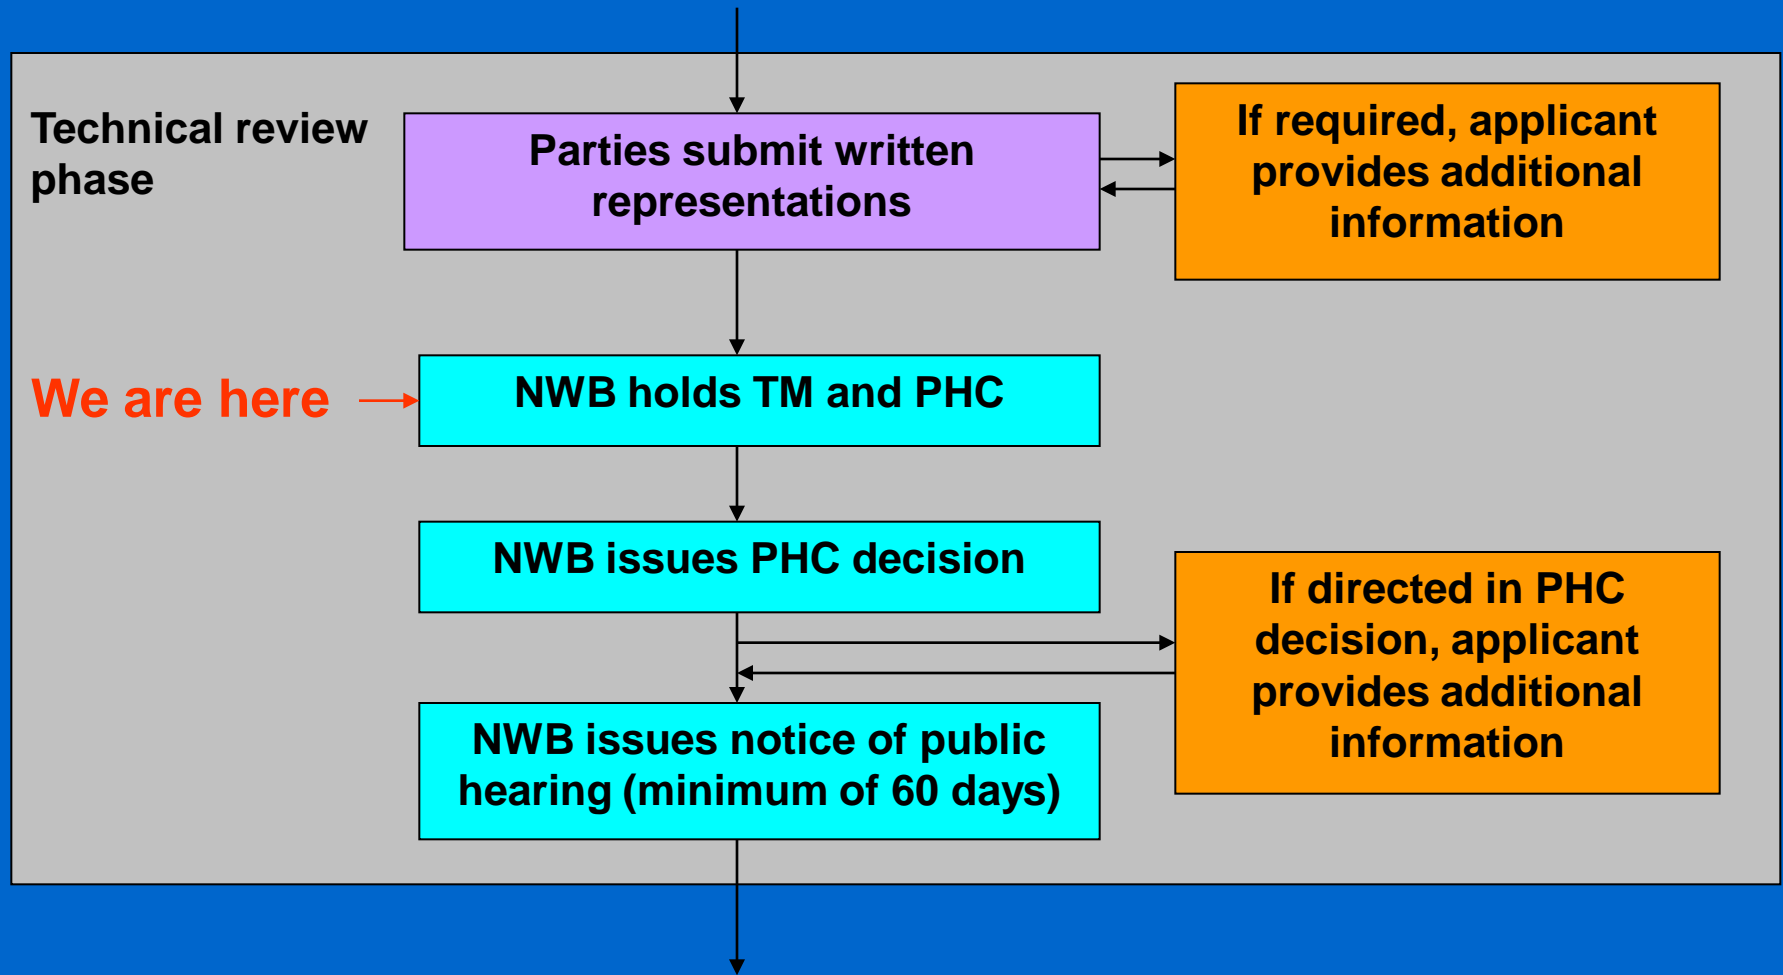 Technical review
phase
Parties submit written
representations
If required, applicant
provides additional
information
We are here
NWB holds TM and PHC
NWB issues PHC decision
If directed in PHC
decision, applicant
provides additional
information
NWB issues notice of public
hearing (minimum of 60 days)